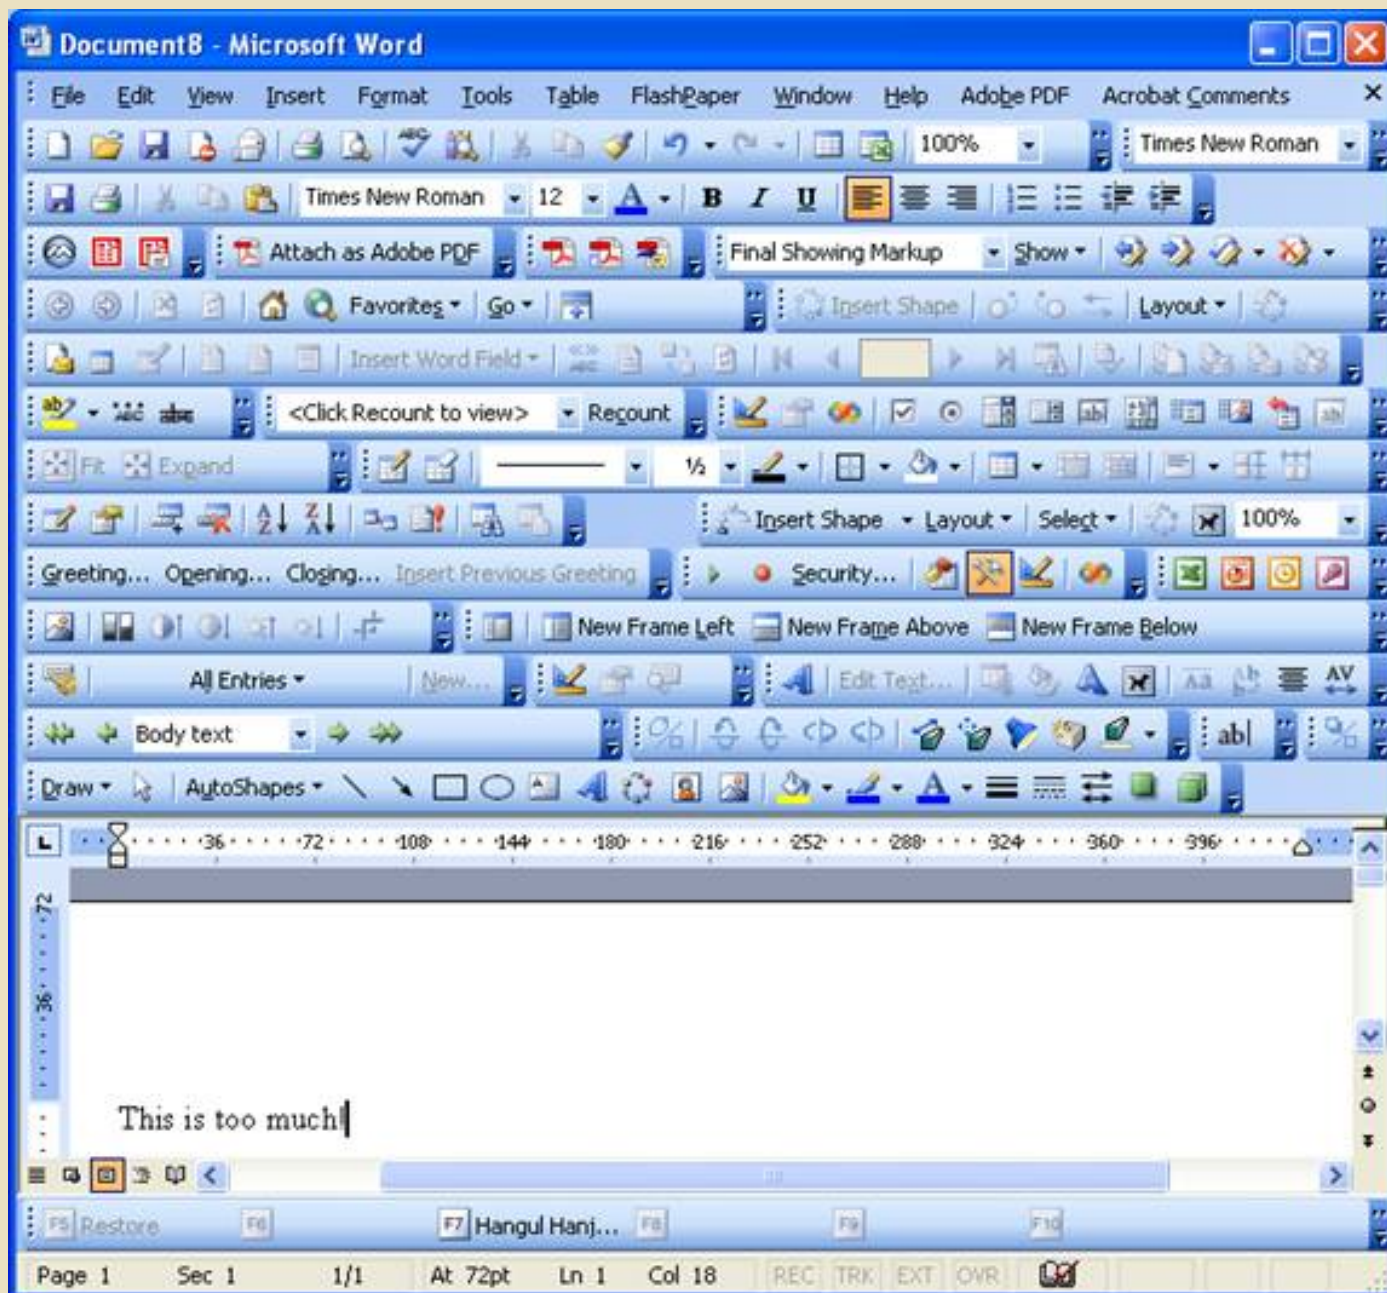 Document8 - Microsoft Word
File Edit View Insert Format Tools Table FlashPaper Window Help Adobe PDF Acrobat Comments
100% Times New Roman
Times New Roman 12 A B I U
Attach as Adobe PDF Final Showing Markup Show
Favorites Go Insert Shape Layout
Insert Word Field
ab abc <Click Recount to view> Recount ab
Fit Expand ½
A Z Z A Insert Shape Layout Select 100%
Greeting... Opening... Closing... Insert Previous Greeting Security...
New Frame Left New Frame Above New Frame Below
All Entries New... Edit Text... Aa AV
Body text ab
Draw AutoShapes A
L 36 72 108 144 180 216 252 288 324 360 396
72
36
This is too much!
F5 Restore F6 F7 Hangul Hanj... F8 F9 F10
Page 1 Sec 1 1/1 At 72pt Ln 1 Col 18 REC TRK EXT OVR